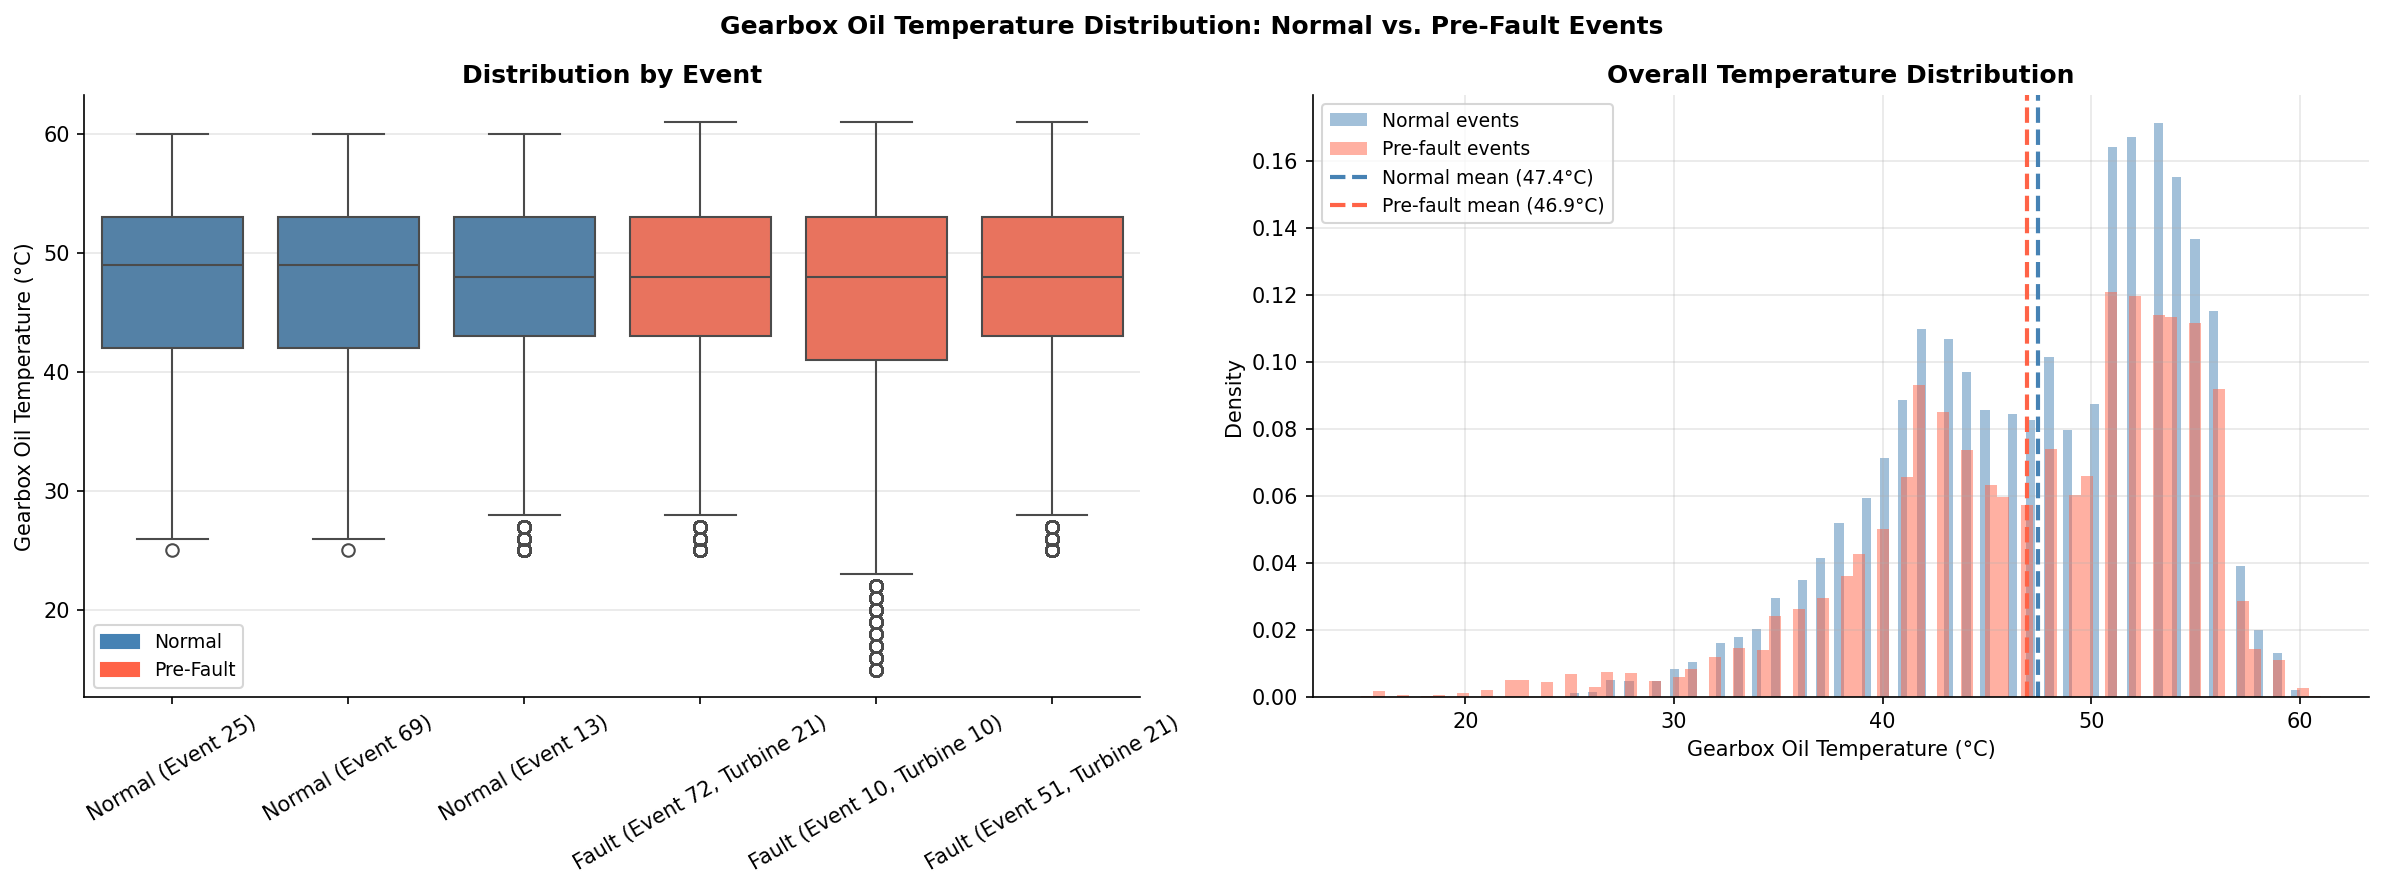 Gearbox Oil Temperature Distribution: Normal vs. Pre-Fault Events
Distribution by Event
Gearbox Oil Temperature (°C)
60
50
40
30
20
Normal
Pre-Fault
Normal (Event 25)
Normal (Event 69)
Normal (Event 13)
Fault (Event 72, Turbine 21)
Fault (Event 10, Turbine 10)
Fault (Event 51, Turbine 21)
Overall Temperature Distribution
Normal events
Pre-fault events
Normal mean (47.4°C)
Pre-fault mean (46.9°C)
Density
0.16
0.14
0.12
0.10
0.08
0.06
0.04
0.02
0.00
20
30
40
50
60
Gearbox Oil Temperature (°C)